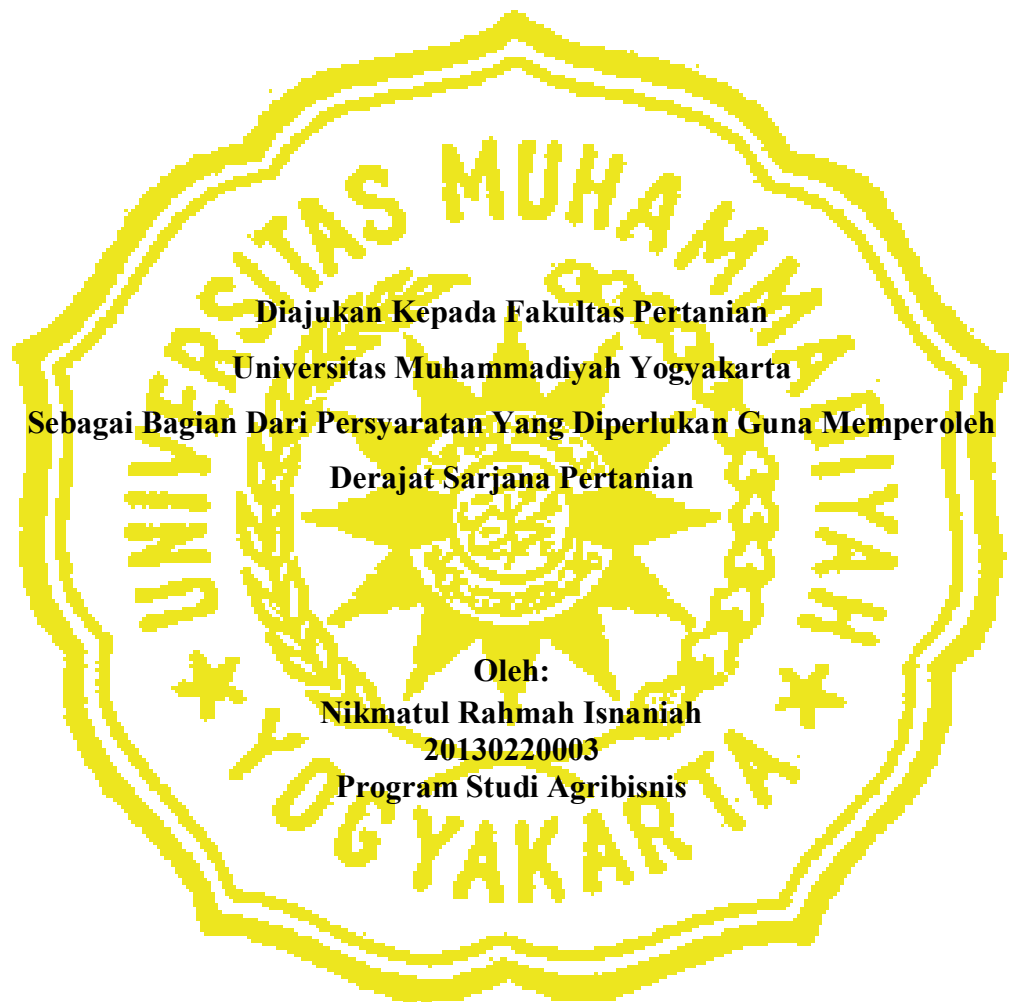 UNIVERSITAS MUHAMMADIYAH
Diajukan Kepada Fakultas Pertanian
Universitas Muhammadiyah Yogyakarta
Sebagai Bagian Dari Persyaratan Yang Diperlukan Guna Memperoleh
Derajat Sarjana Pertanian
Oleh:
Nikmatul Rahmah Isnaniah
20130220003
Program Studi Agribisnis
YOGYAKARTA